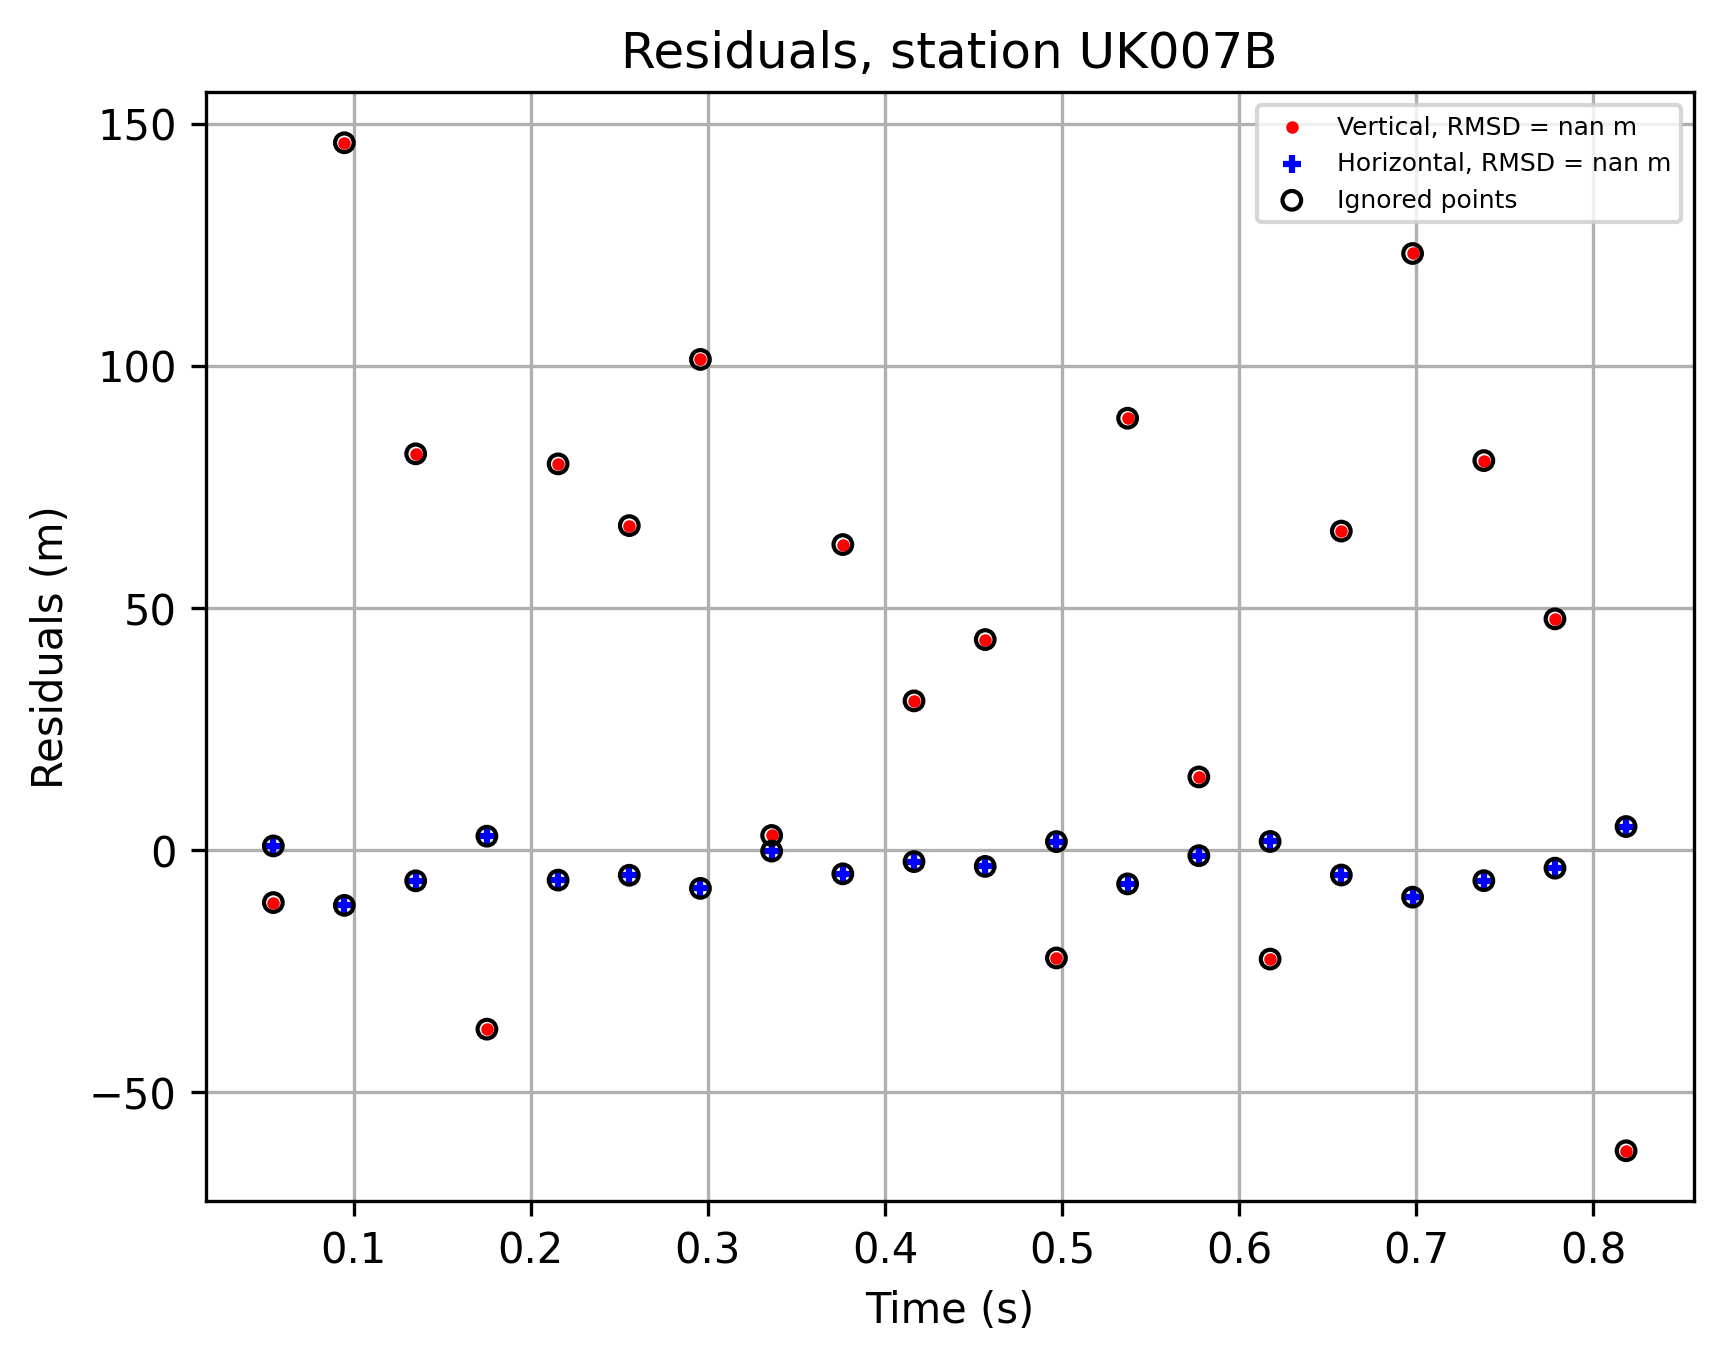 Residuals, station UK007B
Vertical, RMSD = nan m
Horizontal, RMSD = nan m
Ignored points
150
100
50
0
−50
Residuals (m)
0.1 0.2 0.3 0.4 0.5 0.6 0.7 0.8
Time (s)